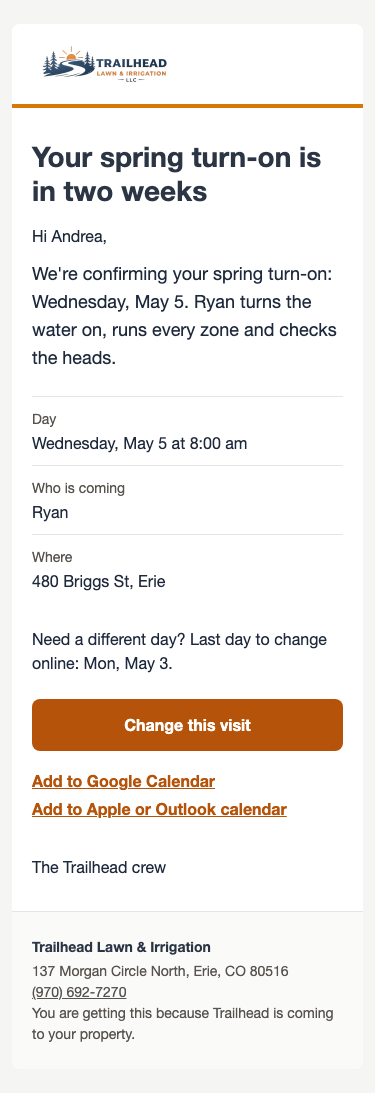 TRAILHEAD
LAWN & IRRIGATION
LLC
Your spring turn-on is
in two weeks
Hi Andrea,
We're confirming your spring turn-on:
Wednesday, May 5. Ryan turns the
water on, runs every zone and checks
the heads.
Day
Wednesday, May 5 at 8:00 am
Who is coming
Ryan
Where
480 Briggs St, Erie
Need a different day? Last day to change
online: Mon, May 3.
Change this visit
Add to Google Calendar
Add to Apple or Outlook calendar
The Trailhead crew
Trailhead Lawn & Irrigation
137 Morgan Circle North, Erie, CO 80516
(970) 692-7270
You are getting this because Trailhead is coming
to your property.